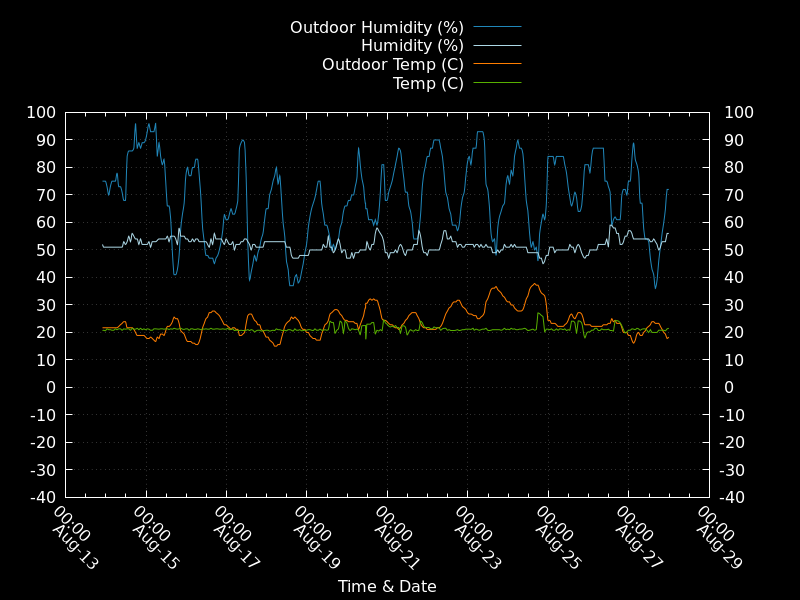 Outdoor Humidity (%)
Humidity (%)
Outdoor Temp (C)
Temp (C)
100 100
90 90
80 80
70 70
60 60
50 50
40 40
30 30
20 20
10 10
0 0
-10 -10
-20 -20
-30 -30
-40 -40
00:00 Aug-13
00:00 Aug-15
00:00 Aug-17
00:00 Aug-19
00:00 Aug-21
00:00 Aug-23
00:00 Aug-25
00:00 Aug-27
00:00 Aug-29
Time & Date